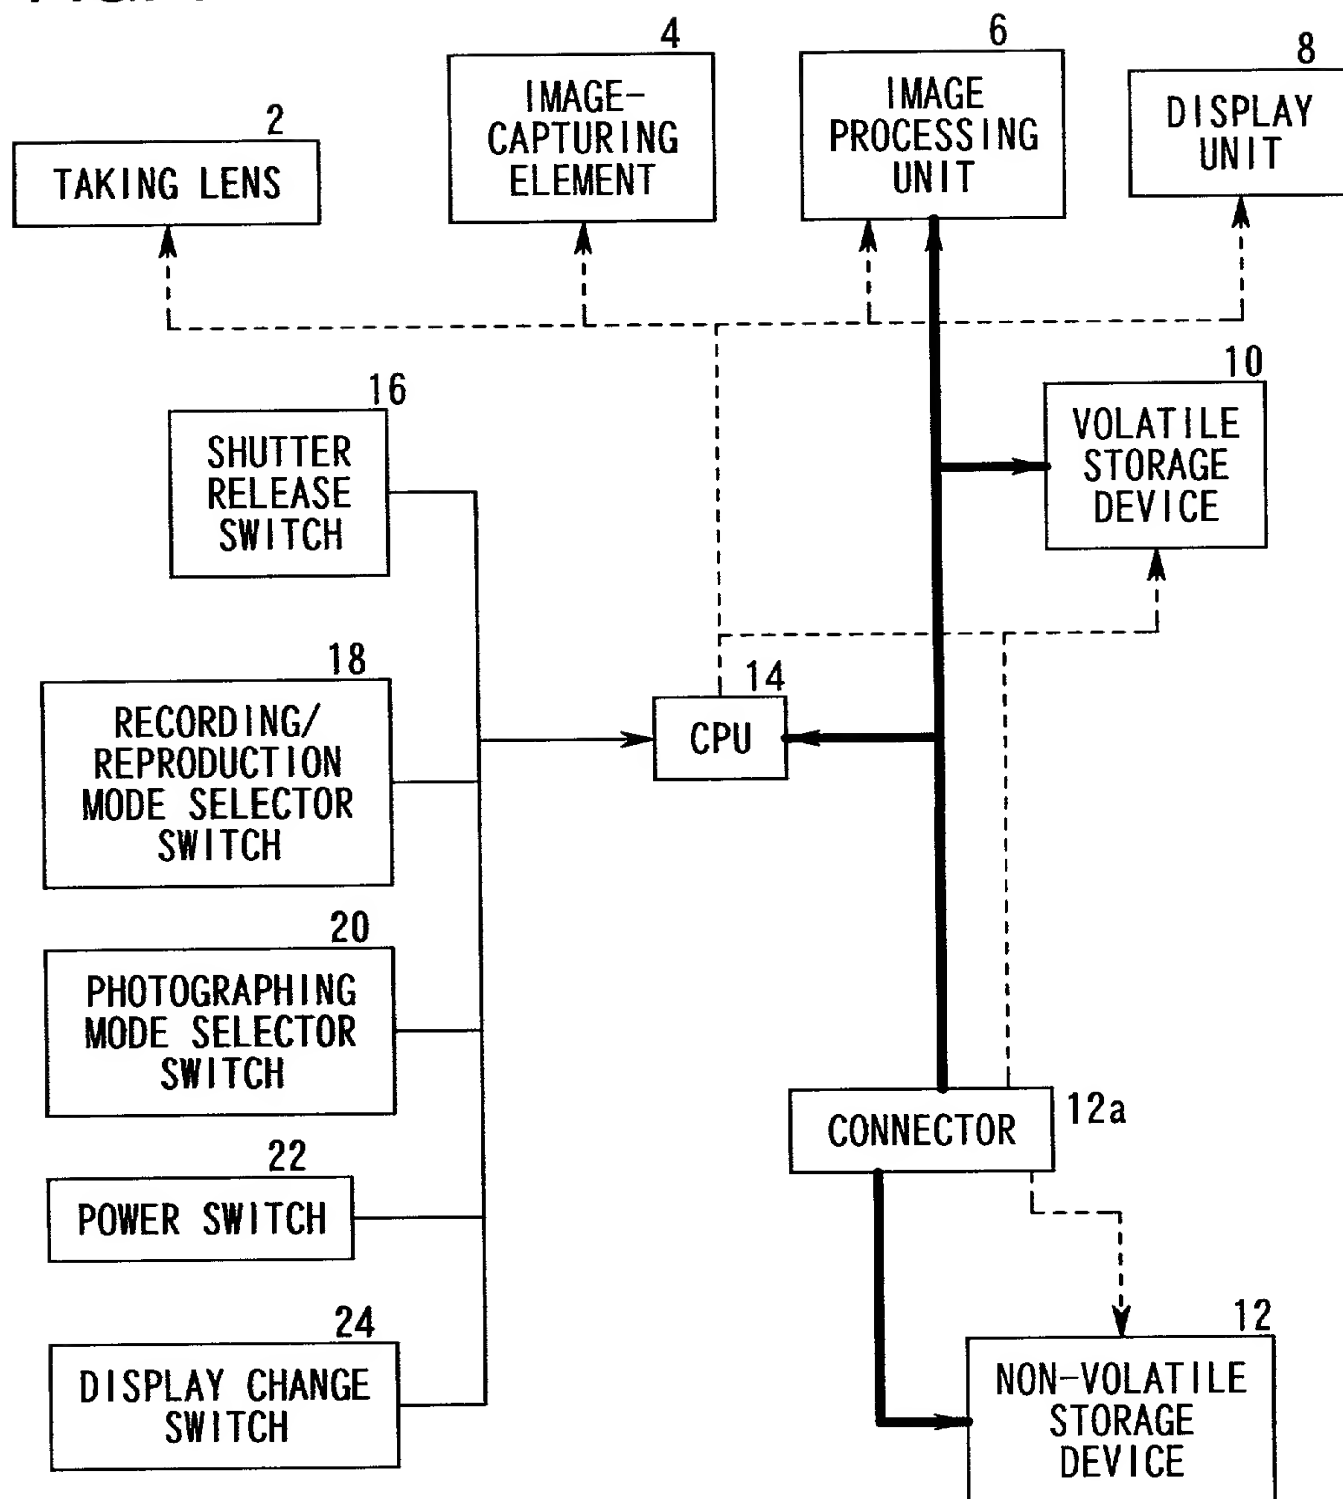 4
IMAGE-
CAPTURING
ELEMENT
6
IMAGE
PROCESSING
UNIT
8
DISPLAY
UNIT
2
TAKING LENS
10
VOLATILE
STORAGE
DEVICE
16
SHUTTER
RELEASE
SWITCH
18
RECORDING/
REPRODUCTION
MODE SELECTOR
SWITCH
14
CPU
20
PHOTOGRAPHING
MODE SELECTOR
SWITCH
CONNECTOR
12a
22
POWER SWITCH
24
DISPLAY CHANGE
SWITCH
12
NON-VOLATILE
STORAGE
DEVICE